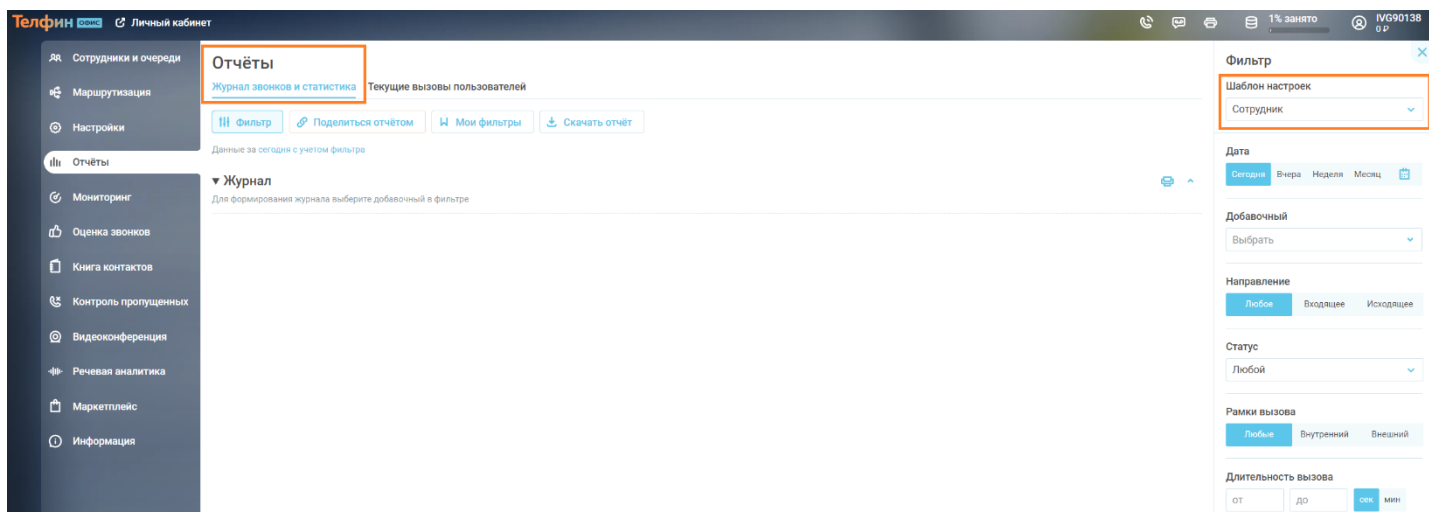 Телфин ОФИС Личный кабинет
1% занято
IVG90138
0 ₽
Сотрудники и очереди
Маршрутизация
Настройки
Отчёты
Мониторинг
Оценка звонков
Книга контактов
Контроль пропущенных
Видеоконференция
Речевая аналитика
Маркетплейс
Информация
Отчёты
Журнал звонков и статистика Текущие вызовы пользователей
Фильтр Поделиться отчётом Мои фильтры Скачать отчёт
Данные за сегодня с учетом фильтра
▾ Журнал
Для формирования журнала выберите добавочный в фильтре
Фильтр
Шаблон настроек
Сотрудник
Дата
Сегодня Вчера Неделя Месяц
Добавочный
Выбрать
Направление
Любое Входящее Исходящее
Статус
Любой
Рамки вызова
Любые Внутренний Внешний
Длительность вызова
от до сек мин